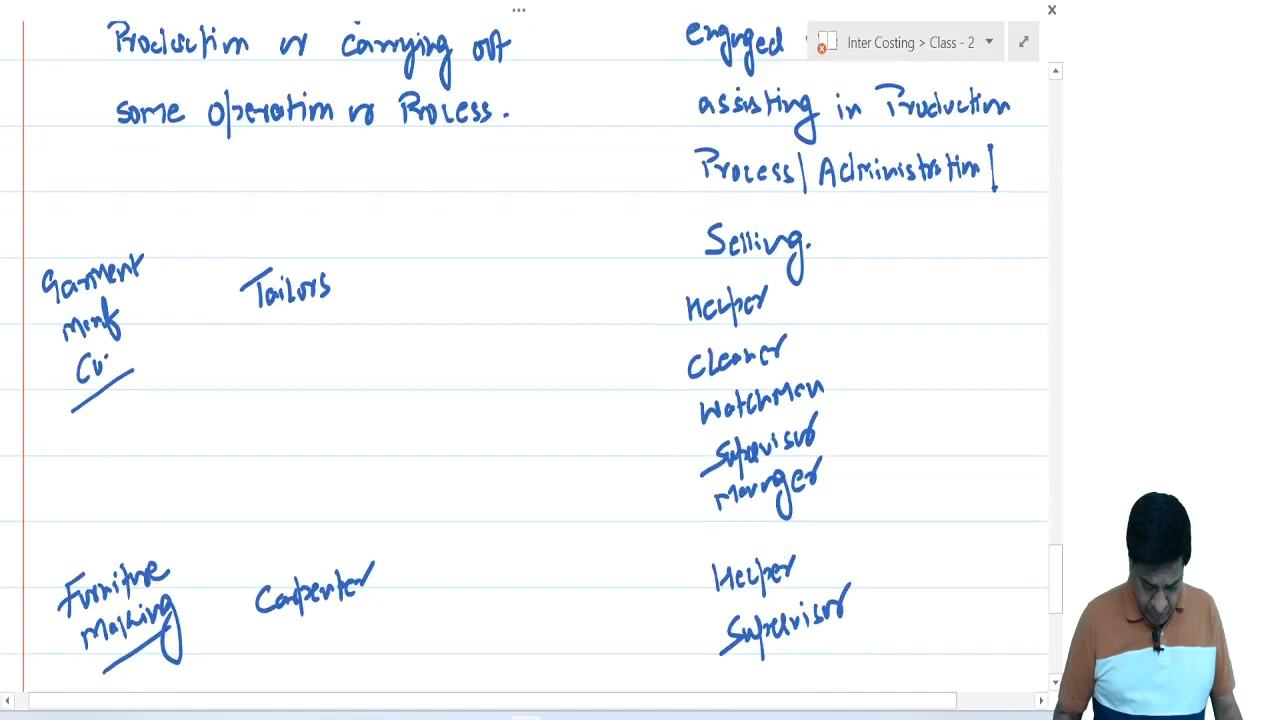 Inter Costing > Class - 2
Production or carrying out
some operation or Process.
engaged
assisting in Production
Process/ Administration/
Selling.
Garment
Manf
Co.
Tailors
Helper
Cleaner
Watchman
Supervisor
Manager
Furniture
Making
Carpenter
Helper
Supervisor